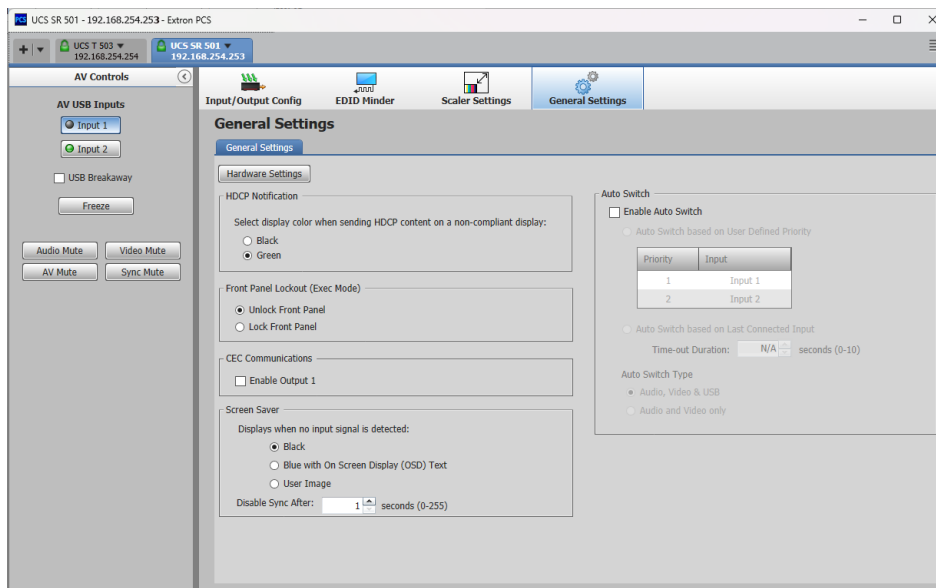 PCS UCS SR 501 - 192.168.254.253 - Extron PCS
UCS T 503
192.168.254.254
UCS SR 501
192.168.254.253
AV Controls
AV USB Inputs
Input 1
Input 2
USB Breakaway
Freeze
Audio Mute
Video Mute
AV Mute
Sync Mute
Input/Output Config
EDID Minder
Scaler Settings
General Settings
General Settings
General Settings
Hardware Settings
HDCP Notification
Select display color when sending HDCP content on a non-compliant display:
Black
Green
Front Panel Lockout (Exec Mode)
Unlock Front Panel
Lock Front Panel
CEC Communications
Enable Output 1
Screen Saver
Displays when no input signal is detected:
Black
Blue with On Screen Display (OSD) Text
User Image
Disable Sync After: 1 seconds (0-255)
Auto Switch
Enable Auto Switch
Auto Switch based on User Defined Priority
Priority Input
1 Input 1
2 Input 2
Auto Switch based on Last Connected Input
Time-out Duration: N/A seconds (0-10)
Auto Switch Type
Audio, Video & USB
Audio and Video only